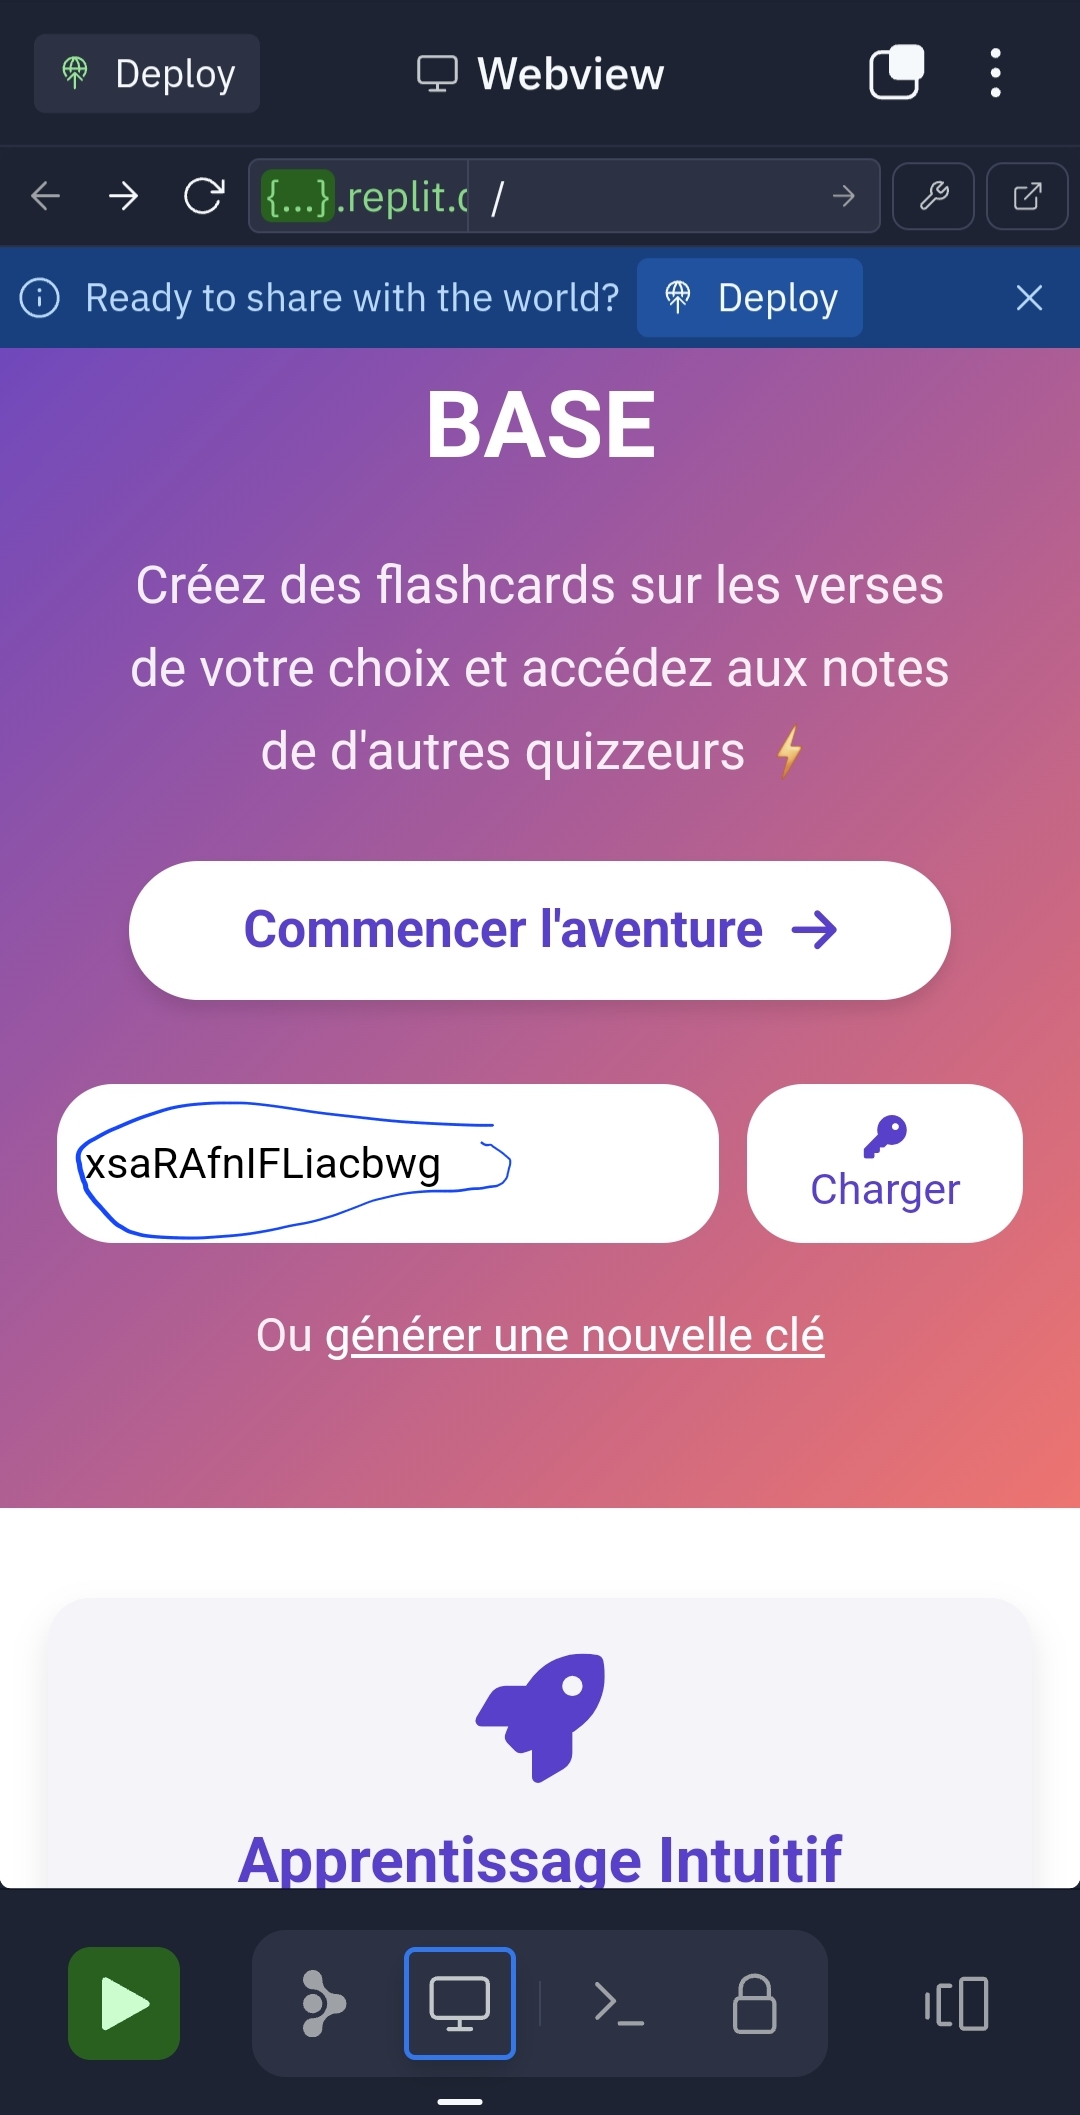 Deploy
Webview
{...}.replit.d /
Ready to share with the world? Deploy
BASE
Créez des flashcards sur les verses
de votre choix et accédez aux notes
de d'autres quizzeurs ⚡
Commencer l'aventure →
xsaRAfnIFLiacbwg
Charger
Ou générer une nouvelle clé
Apprentissage Intuitif